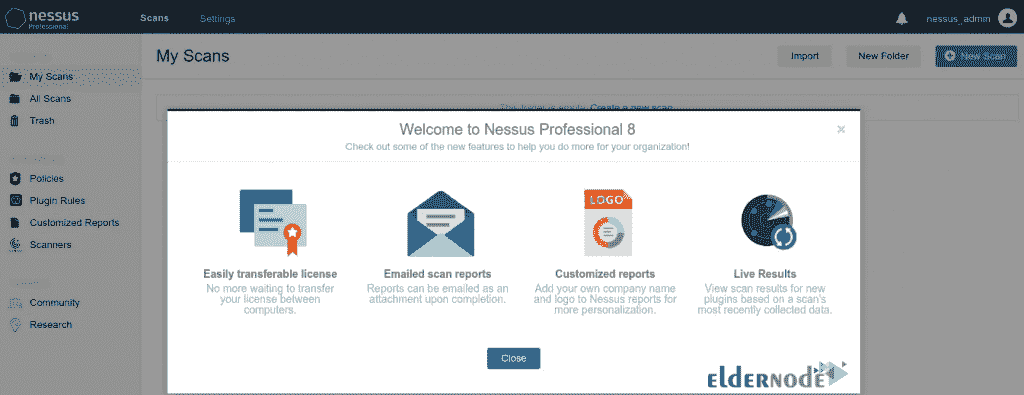 nessus
Professional
Scans
Settings
nessus_admin
My Scans
Import
New Folder
New Scan
My Scans
All Scans
Trash
Policies
Plugin Rules
Customized Reports
Scanners
Community
Research
This folder is empty. Create a new scan.
Welcome to Nessus Professional 8
Check out some of the new features to help you do more for your organization!
LOGO
Easily transferable license
No more waiting to transfer
your license between
computers.
Emailed scan reports
Reports can be emailed as an
attachment upon completion.
Customized reports
Add your own company name
and logo to Nessus reports for
more personalization.
Live Results
View scan results for new
plugins based on a scan's
most recently collected data.
Close
eldernode